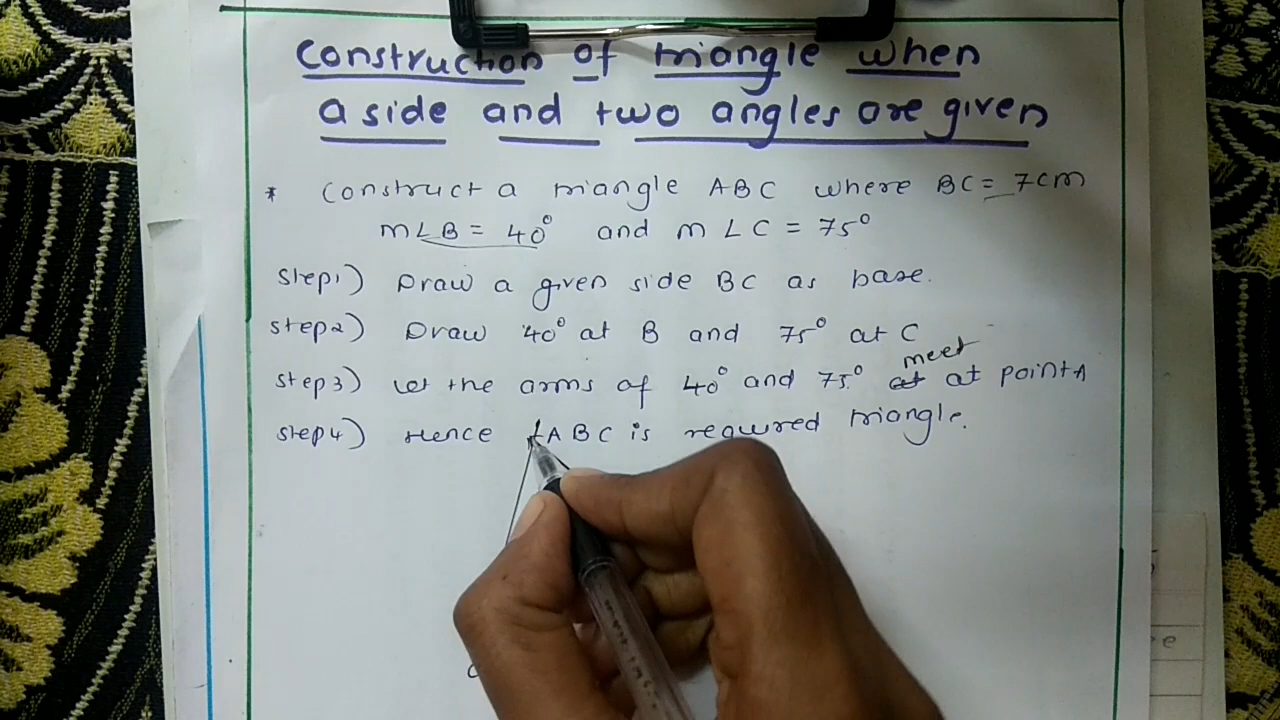 Construction of triangle when
a side and two angles are given
* Construct a triangle ABC where BC = 7cm
m∠B = 40° and m∠C = 75°
Step1) Draw a given side BC as base.
Step2) Draw 40° at B and 75° at C
Step3) Let the arms of 40° and 75° meet at point A
Step4) Hence ABC is required triangle.
e